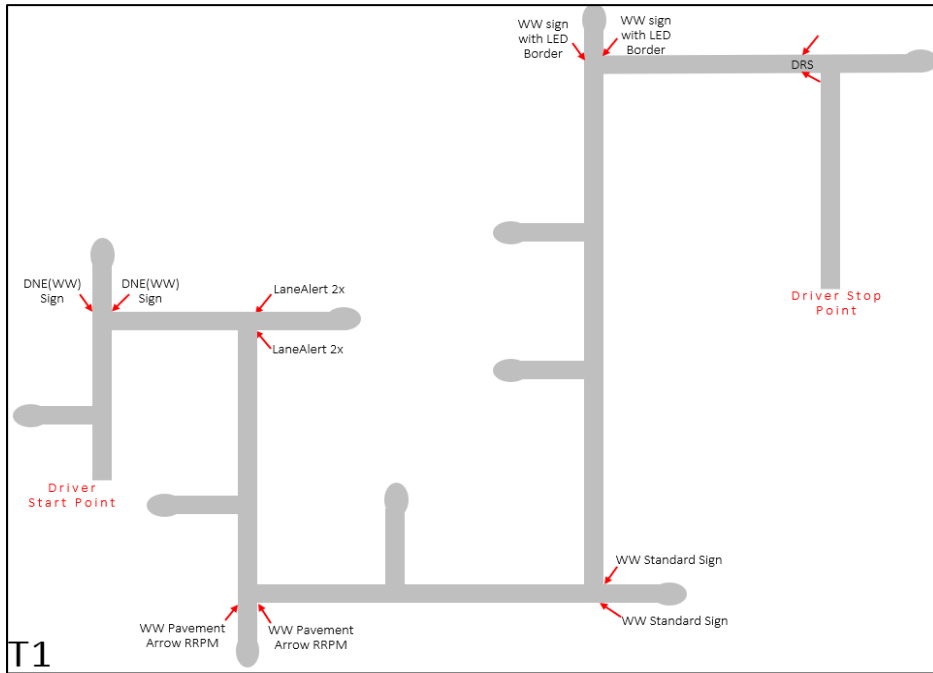 WW sign
with LED
Border
WW sign
with LED
Border
DRS
DNE(WW)
Sign
DNE(WW)
Sign
LaneAlert 2x
LaneAlert 2x
Driver Stop
Point
Driver
Start Point
WW Standard Sign
WW Standard Sign
WW Pavement
Arrow RRPM
WW Pavement
Arrow RRPM
T1